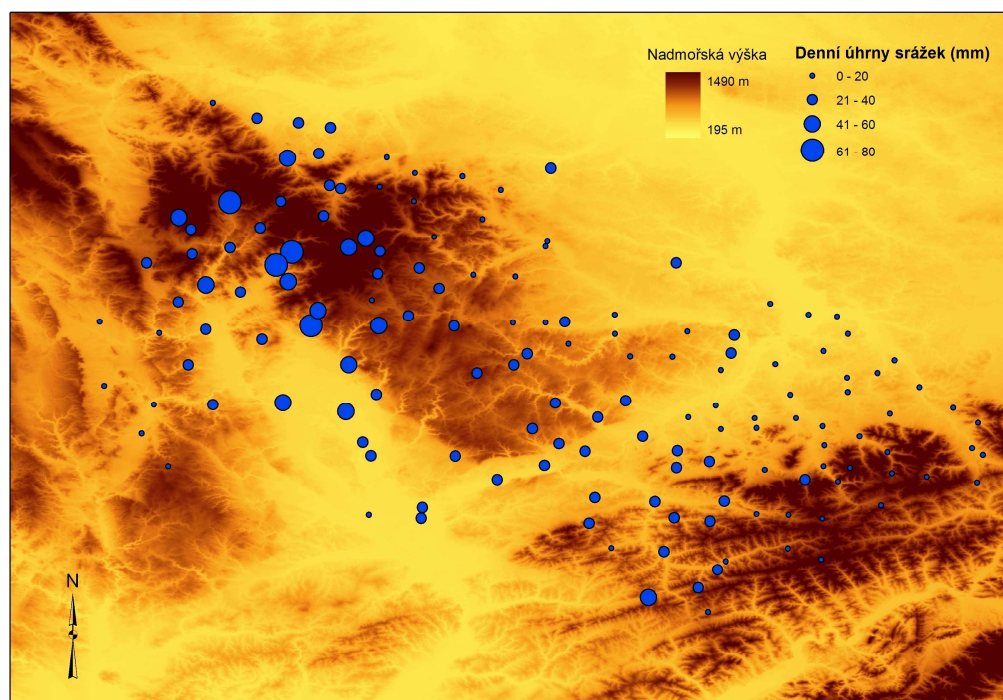 Nadmořská výška
1490 m
195 m
Denní úhrny srážek (mm)
0 - 20
21 - 40
41 - 60
61 - 80
N